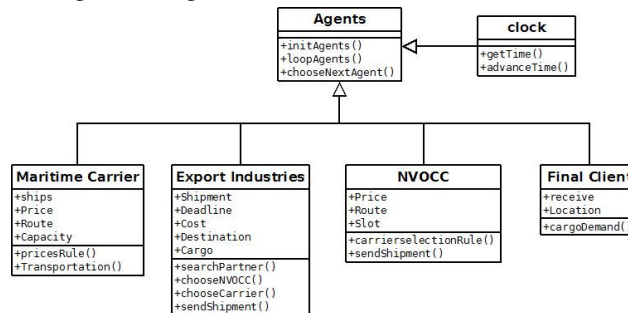 Agents
+initAgents()
+loopAgents()
+chooseNextAgent()
clock
+getTime()
+advanceTime()
Maritime Carrier
+ships
+Price
+Route
+Capacity
+pricesRule()
+Transportation()
Export Industries
+Shipment
+Deadline
+Cost
+Destination
+Cargo
+searchPartner()
+chooseNVOCC()
+chooseCarrier()
+sendShipment()
NVOCC
+Price
+Route
+Slot
+carrierselectionRule()
+sendShipment()
Final Client
+receive
+Location
+cargoDemand()